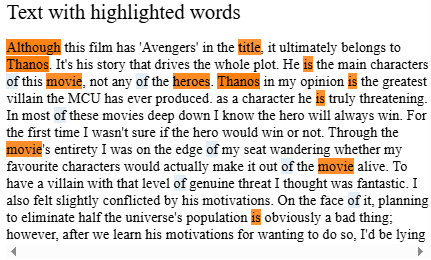 Text with highlighted words
Although this film has 'Avengers' in the title, it ultimately belongs to
Thanos. It's his story that drives the whole plot. He is the main characters
of this movie, not any of the heroes. Thanos in my opinion is the greatest
villain the MCU has ever produced. as a character he is truly threatening.
In most of these movies deep down I know the hero will always win. For
the first time I wasn't sure if the hero would win or not. Through the
movie's entirety I was on the edge of my seat wandering whether my
favourite characters would actually make it out of the movie alive. To
have a villain with that level of genuine threat I thought was fantastic. I
also felt slightly conflicted by his motivations. On the face of it, planning
to eliminate half the universe's population is obviously a bad thing;
however, after we learn his motivations for wanting to do so, I'd be lying